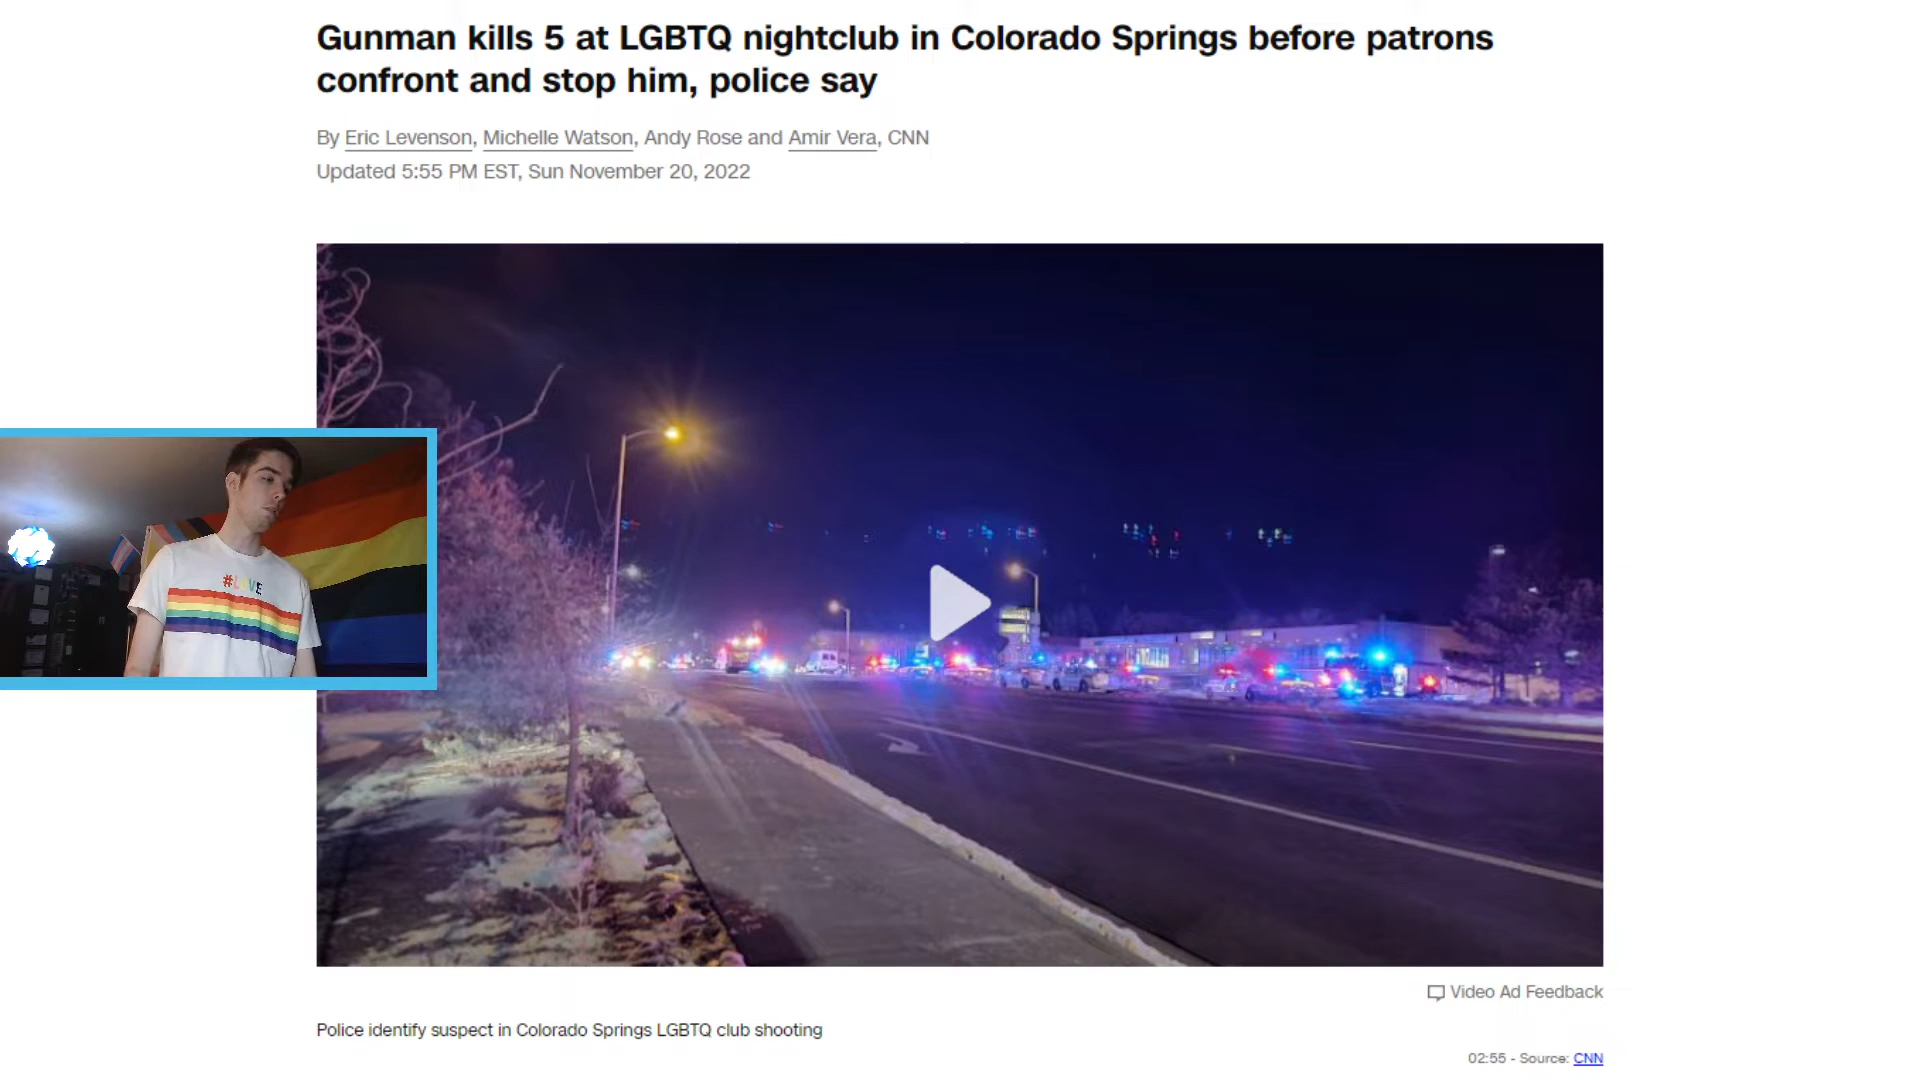 Gunman kills 5 at LGBTQ nightclub in Colorado Springs before patrons
confront and stop him, police say
By Eric Levenson, Michelle Watson, Andy Rose and Amir Vera, CNN
Updated 5:55 PM EST, Sun November 20, 2022
#LOVE
Video Ad Feedback
Police identify suspect in Colorado Springs LGBTQ club shooting
02:55 - Source: CNN